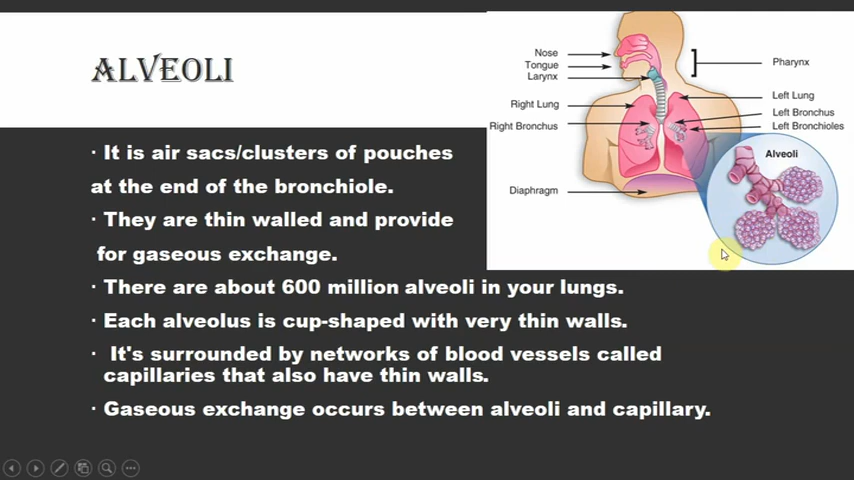 ALVEOLI
· It is air sacs/clusters of pouches
at the end of the bronchiole.
· They are thin walled and provide
for gaseous exchange.
· There are about 600 million alveoli in your lungs.
· Each alveolus is cup-shaped with very thin walls.
· It's surrounded by networks of blood vessels called
capillaries that also have thin walls.
· Gaseous exchange occurs between alveoli and capillary.
Nose
Tongue
Larynx
Right Lung
Right Bronchus
Diaphragm
Pharynx
Left Lung
Left Bronchus
Left Bronchioles
Alveoli